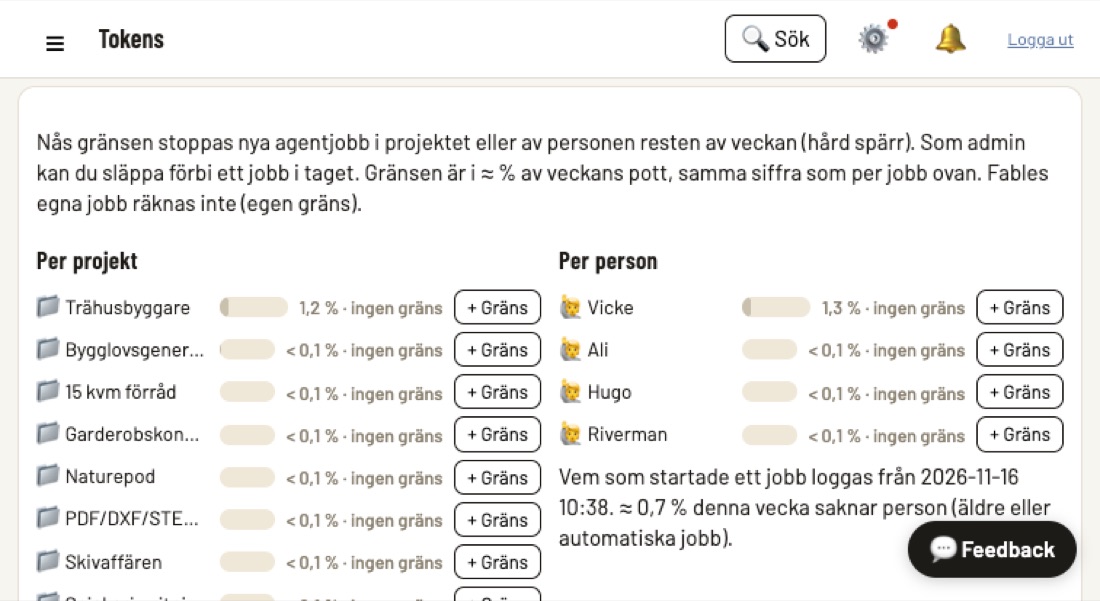 Tokens
Sök
Logga ut
Nås gränsen stoppas nya agentjobb i projektet eller av personen resten av veckan (hård spärr). Som admin
kan du släppa förbi ett jobb i taget. Gränsen är i ≈ % av veckans pott, samma siffra som per jobb ovan. Fables
egna jobb räknas inte (egen gräns).
Per projekt
Trähusbyggare 1,2 % · ingen gräns + Gräns
Bygglovsgener... < 0,1 % · ingen gräns + Gräns
15 kvm förråd < 0,1 % · ingen gräns + Gräns
Garderobskon... < 0,1 % · ingen gräns + Gräns
Naturepod < 0,1 % · ingen gräns + Gräns
PDF/DXF/STE... < 0,1 % · ingen gräns + Gräns
Skivaffären < 0,1 % · ingen gräns + Gräns
Per person
Vicke 1,3 % · ingen gräns + Gräns
Ali < 0,1 % · ingen gräns + Gräns
Hugo < 0,1 % · ingen gräns + Gräns
Riverman < 0,1 % · ingen gräns + Gräns
Vem som startade ett jobb loggas från 2026-11-16
10:38. ≈ 0,7 % denna vecka saknar person (äldre eller
automatiska jobb).
Feedback